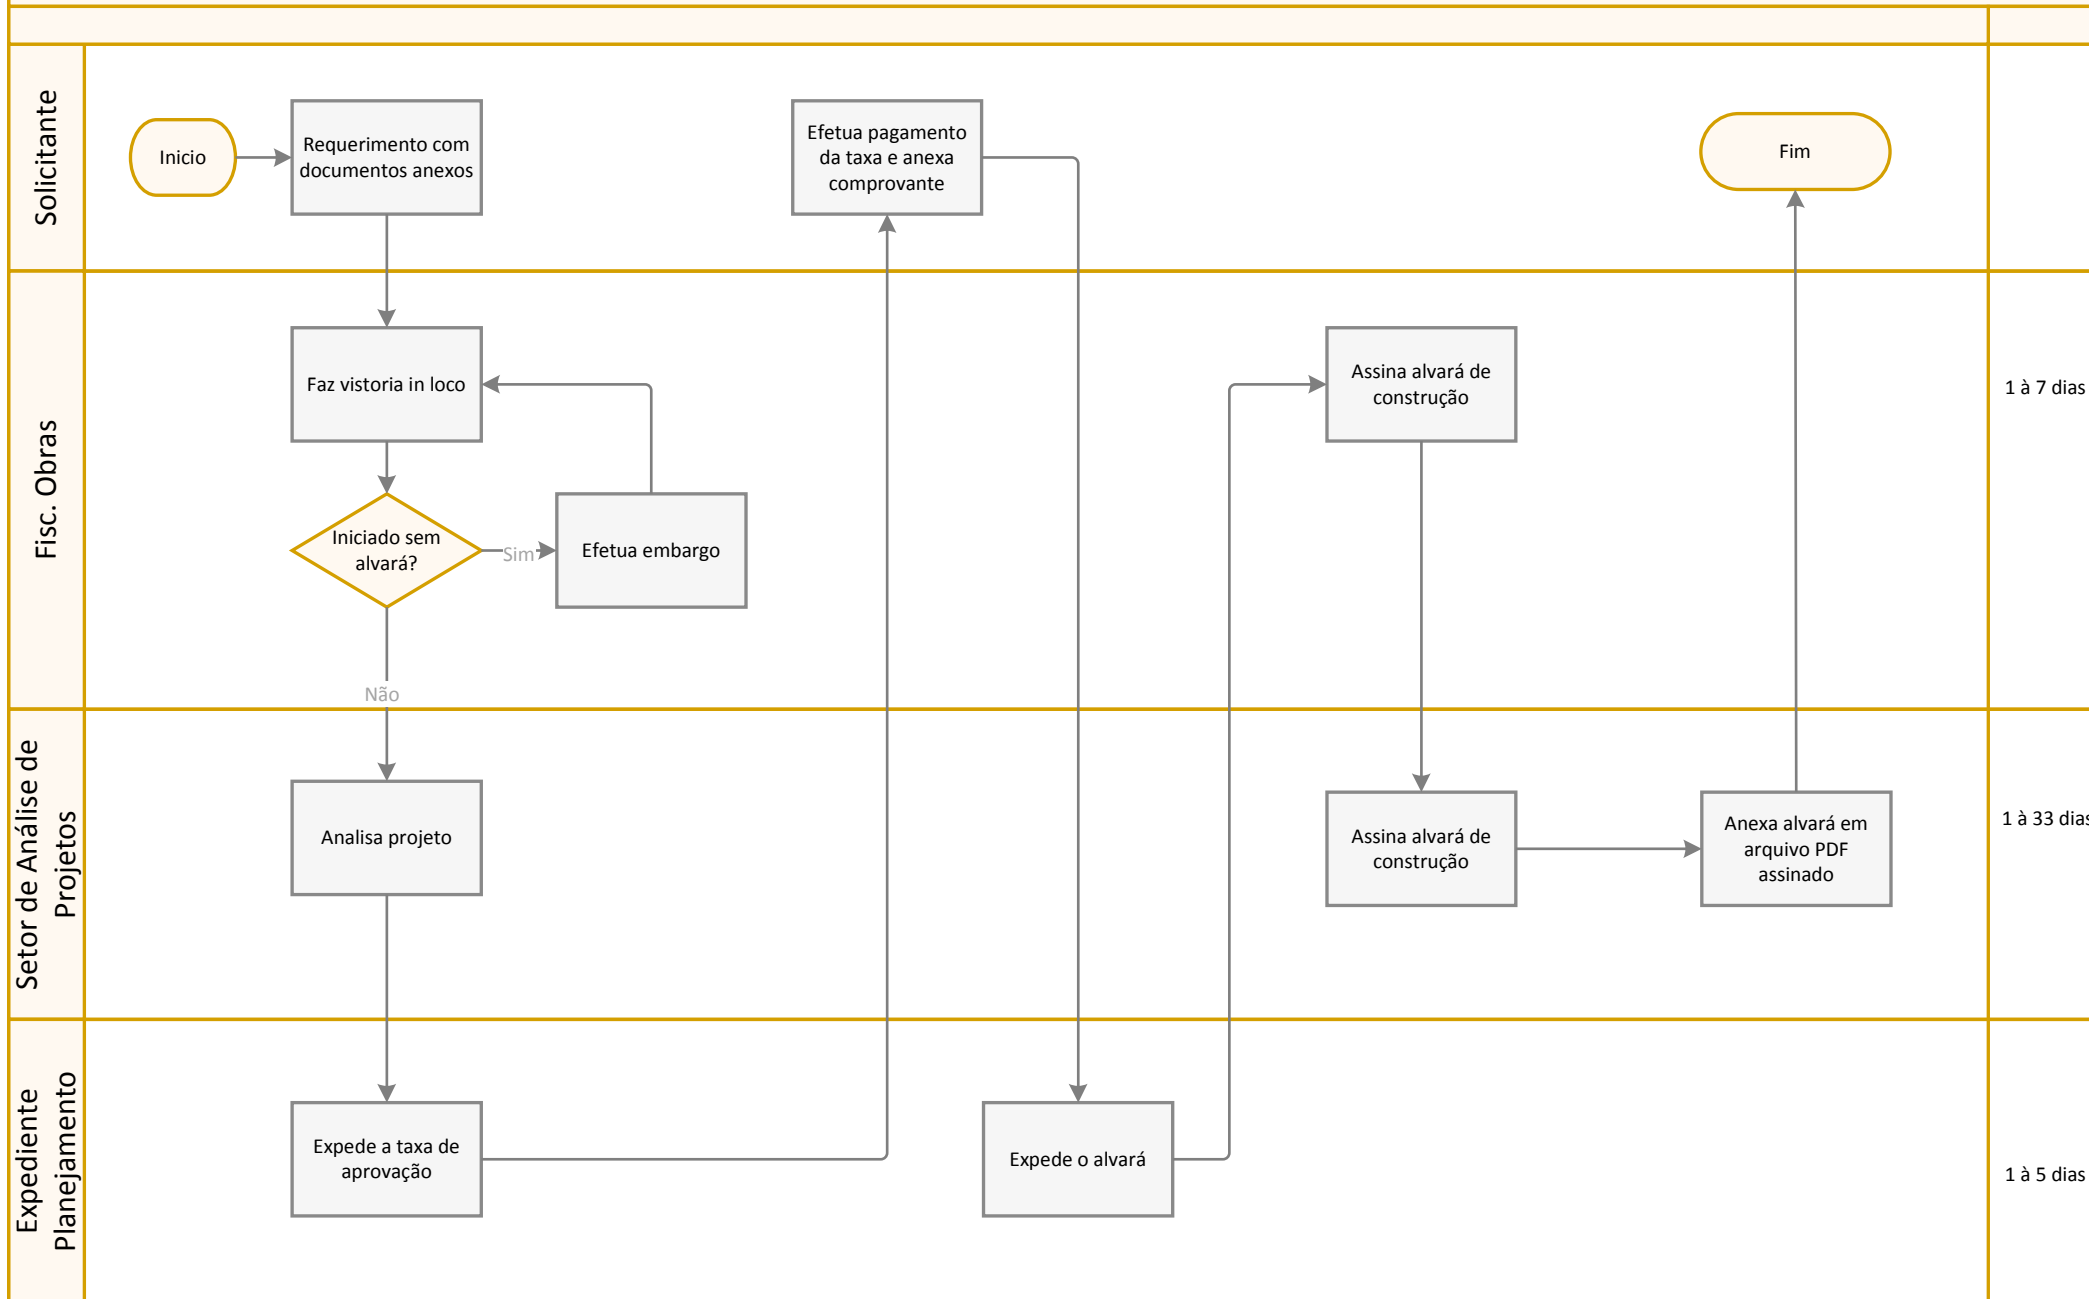 Solicitante
Inicio
Requerimento com
documentos anexos
Efetua pagamento
da taxa e anexa
comprovante
Fim
Fisc. Obras
Faz vistoria in loco
Assina alvará de
construção
1 à 7 dias
Iniciado sem
alvará?
Sim
Efetua embargo
Não
Setor de Análise de
Projetos
Analisa projeto
Assina alvará de
construção
Anexa alvará em
arquivo PDF
assinado
1 à 33 dias
Expediente
Planejamento
Expede a taxa de
aprovação
Expede o alvará
1 à 5 dias